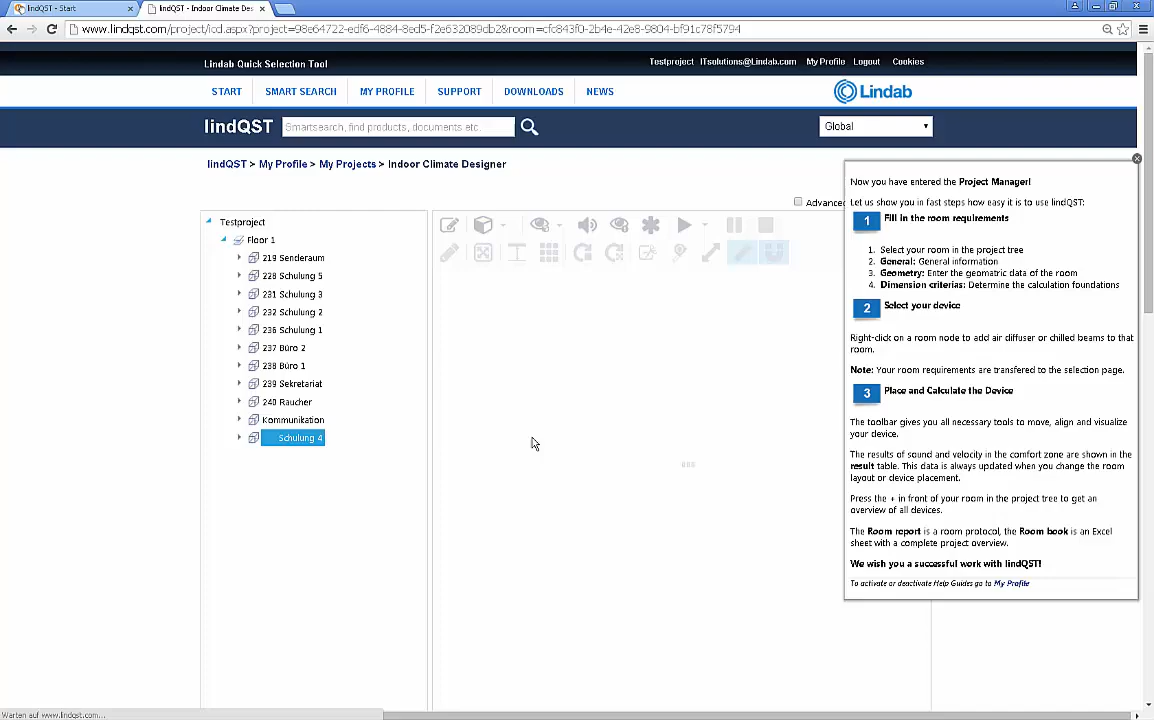 lindQST - Start
lindQST - Indoor Climate Des
www.lindqst.com/project/icd.aspx?project=98e64722-edf6-4884-8ed5-f2e632089db2&room=cfc843f0-2b4e-42e8-9804-bf91c78f5794
Lindab Quick Selection Tool
Testproject ITsolutions@Lindab.com My Profile Logout Cookies
START SMART SEARCH MY PROFILE SUPPORT DOWNLOADS NEWS
Lindab
lindQST
Smartsearch, find products, documents etc.
Global
lindQST > My Profile > My Projects > Indoor Climate Designer
Advanced
Testproject
Floor 1
219 Senderaum
228 Schulung 5
231 Schulung 3
232 Schulung 2
236 Schulung 1
237 Büro 2
238 Büro 1
239 Sekretariat
240 Raucher
Kommunikation
Schulung 4
Now you have entered the Project Manager!
Let us show you in fast steps how easy it is to use lindQST:
1 Fill in the room requirements
1. Select your room in the project tree
2. General: General information
3. Geometry: Enter the geomatric data of the room
4. Dimension criterias: Determine the calculation foundations
2 Select your device
Right-click on a room node to add air diffuser or chilled beams to that
room.
Note: Your room requirements are transfered to the selection page.
3 Place and Calculate the Device
The toolbar gives you all necessary tools to move, align and visualize
your device.
The results of sound and velocity in the comfort zone are shown in the
result table. This data is always updated when you change the room
layout or device placement.
Press the + in front of your room in the project tree to get an
overview of all devices.
The Room report is a room protocol, the Room book is an Excel
sheet with a complete project overview.
We wish you a successful work with lindQST!
To activate or deactivate Help Guides go to My Profile
Warten auf www.lindqst.com...